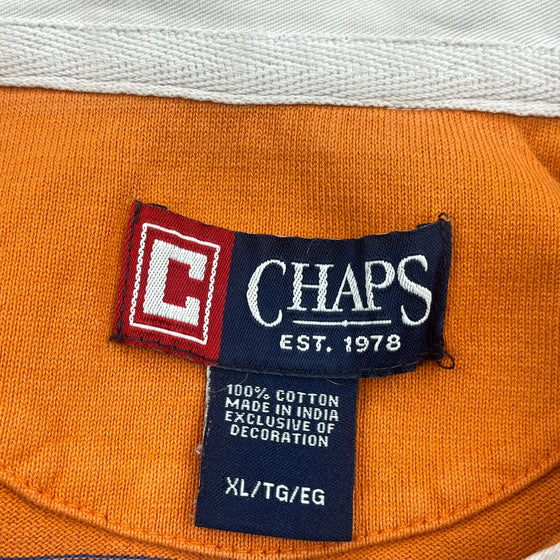 C
CHAPS
EST. 1978
100% COTTON
MADE IN INDIA
EXCLUSIVE OF
DECORATION
XL/TG/EG